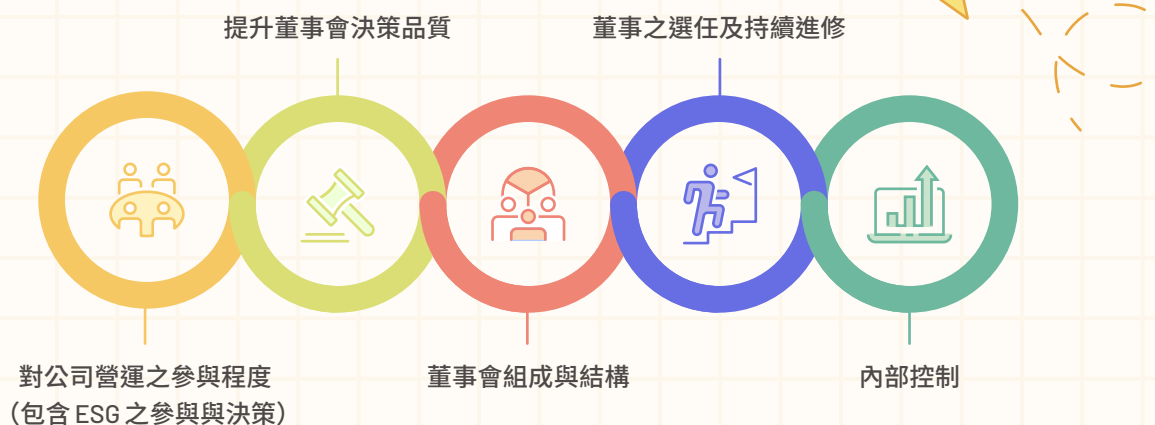 提升董事會決策品質
董事之選任及持續進修
對公司營運之參與程度
（包含 ESG 之參與與決策）
董事會組成與結構
內部控制